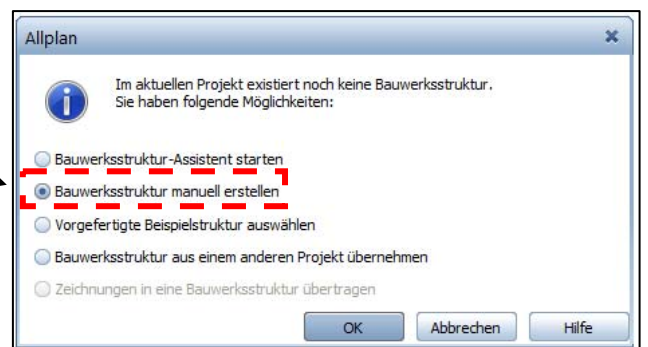 Allplan
Im aktuellen Projekt existiert noch keine Bauwerksstruktur.
Sie haben folgende Möglichkeiten:
Bauwerksstruktur-Assistent starten
Bauwerksstruktur manuell erstellen
Vorgefertigte Beispielstruktur auswählen
Bauwerksstruktur aus einem anderen Projekt übernehmen
Zeichnungen in eine Bauwerksstruktur übertragen
OK Abbrechen Hilfe